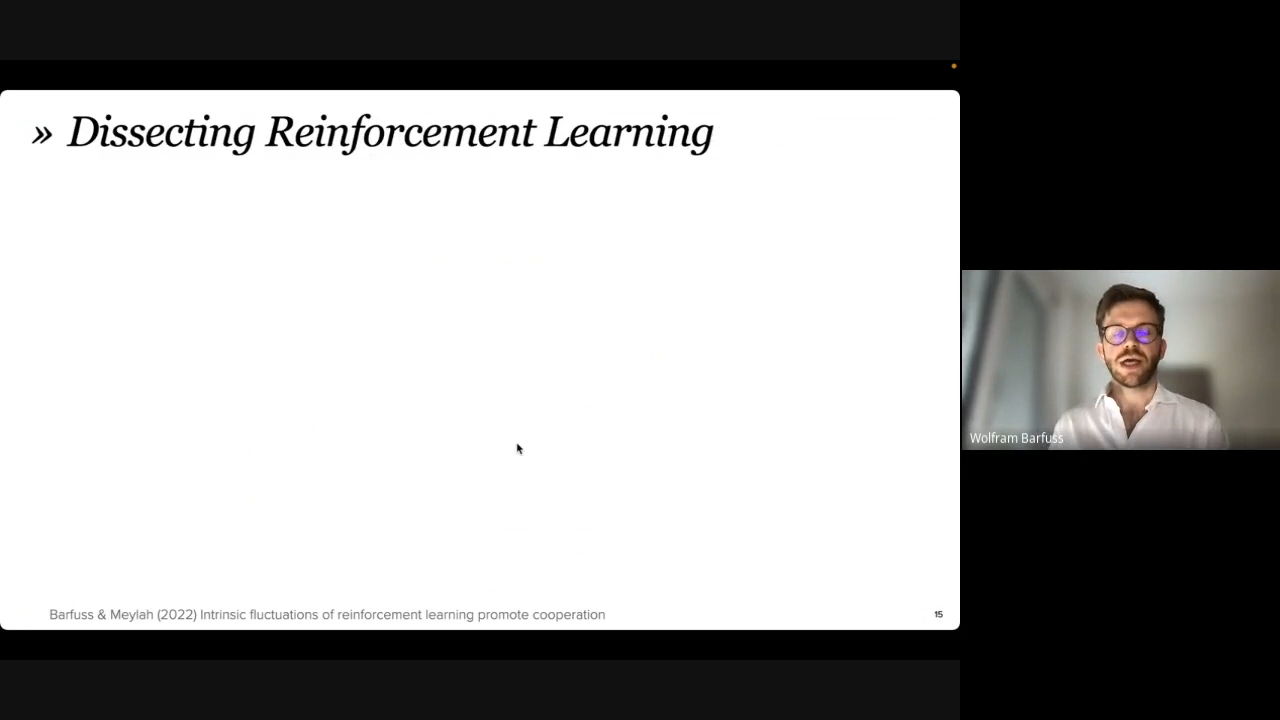 » Dissecting Reinforcement Learning
Wolfram Barfuss
Barfuss & Meylah (2022) Intrinsic fluctuations of reinforcement learning promote cooperation
15